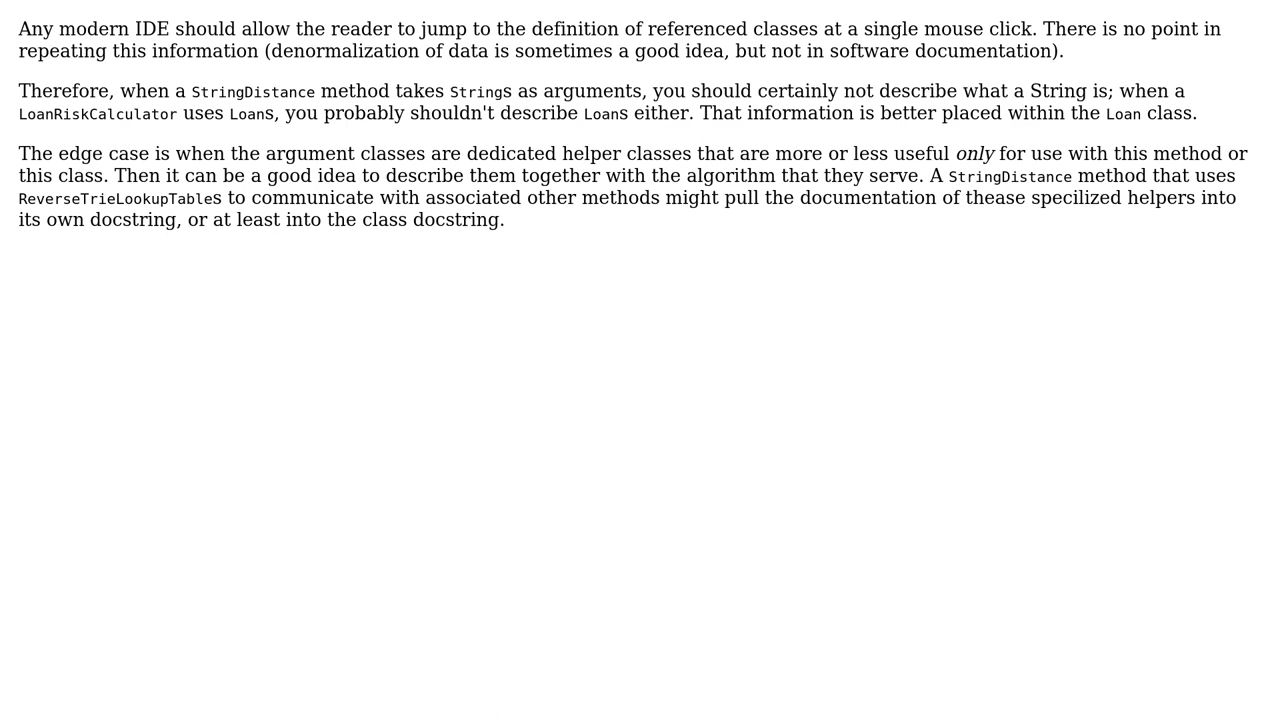 Any modern IDE should allow the reader to jump to the definition of referenced classes at a single mouse click. There is no point in
repeating this information (denormalization of data is sometimes a good idea, but not in software documentation).
Therefore, when a StringDistance method takes Strings as arguments, you should certainly not describe what a String is; when a
LoanRiskCalculator uses Loans, you probably shouldn't describe Loans either. That information is better placed within the Loan class.
The edge case is when the argument classes are dedicated helper classes that are more or less useful only for use with this method or
this class. Then it can be a good idea to describe them together with the algorithm that they serve. A StringDistance method that uses
ReverseTrieLookupTables to communicate with associated other methods might pull the documentation of thease specilized helpers into
its own docstring, or at least into the class docstring.